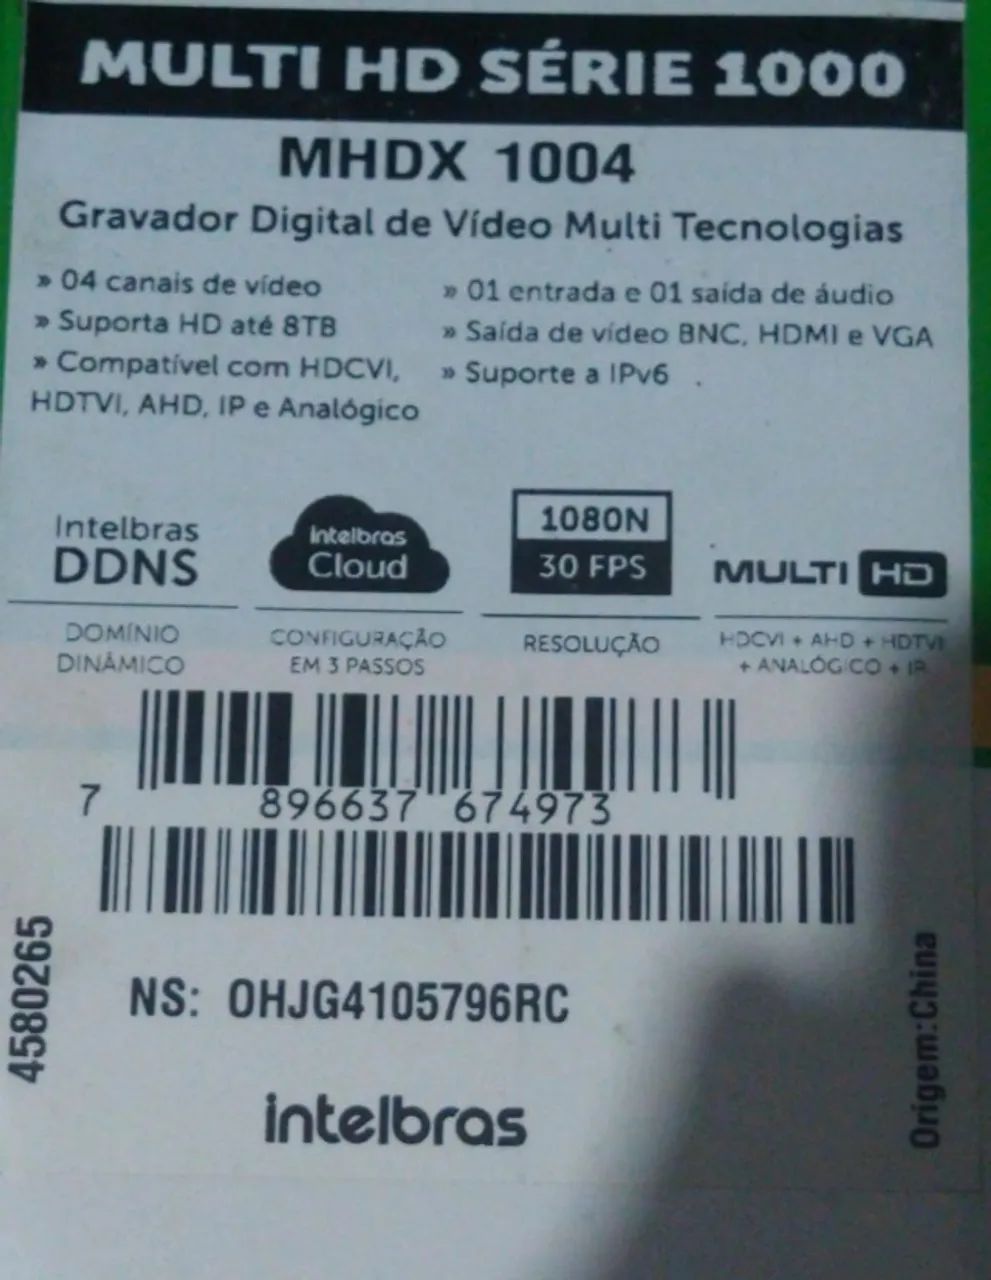 MULTI HD SÉRIE 1000
MHDX 1004
Gravador Digital de Vídeo Multi Tecnologias
» 04 canais de vídeo
» Suporta HD até 8TB
» Compatível com HDCVI,
HDTVI, AHD, IP e Analógico
» 01 entrada e 01 saída de áudio
» Saída de vídeo BNC, HDMI e VGA
» Suporte a IPv6
Intelbras
DDNS
DOMÍNIO
DINÂMICO
Intelbras
Cloud
CONFIGURAÇÃO
EM 3 PASSOS
1080N
30 FPS
RESOLUÇÃO
MULTI HD
HDCVI + AHD + HDTVI
+ ANALÓGICO + IP
7 896637 674973
4580265
NS: OHJG4105796RC
Origem:China
intelbras